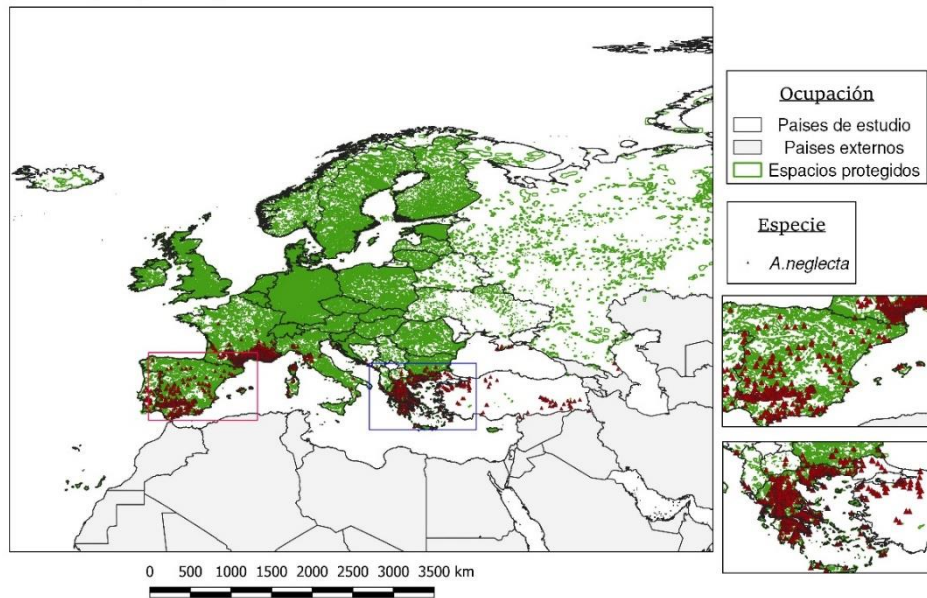 Ocupación
Paises de estudio
Paises externos
Espacios protegidos
Especie
A.neglecta
0 500 1000 1500 2000 2500 3000 3500 km